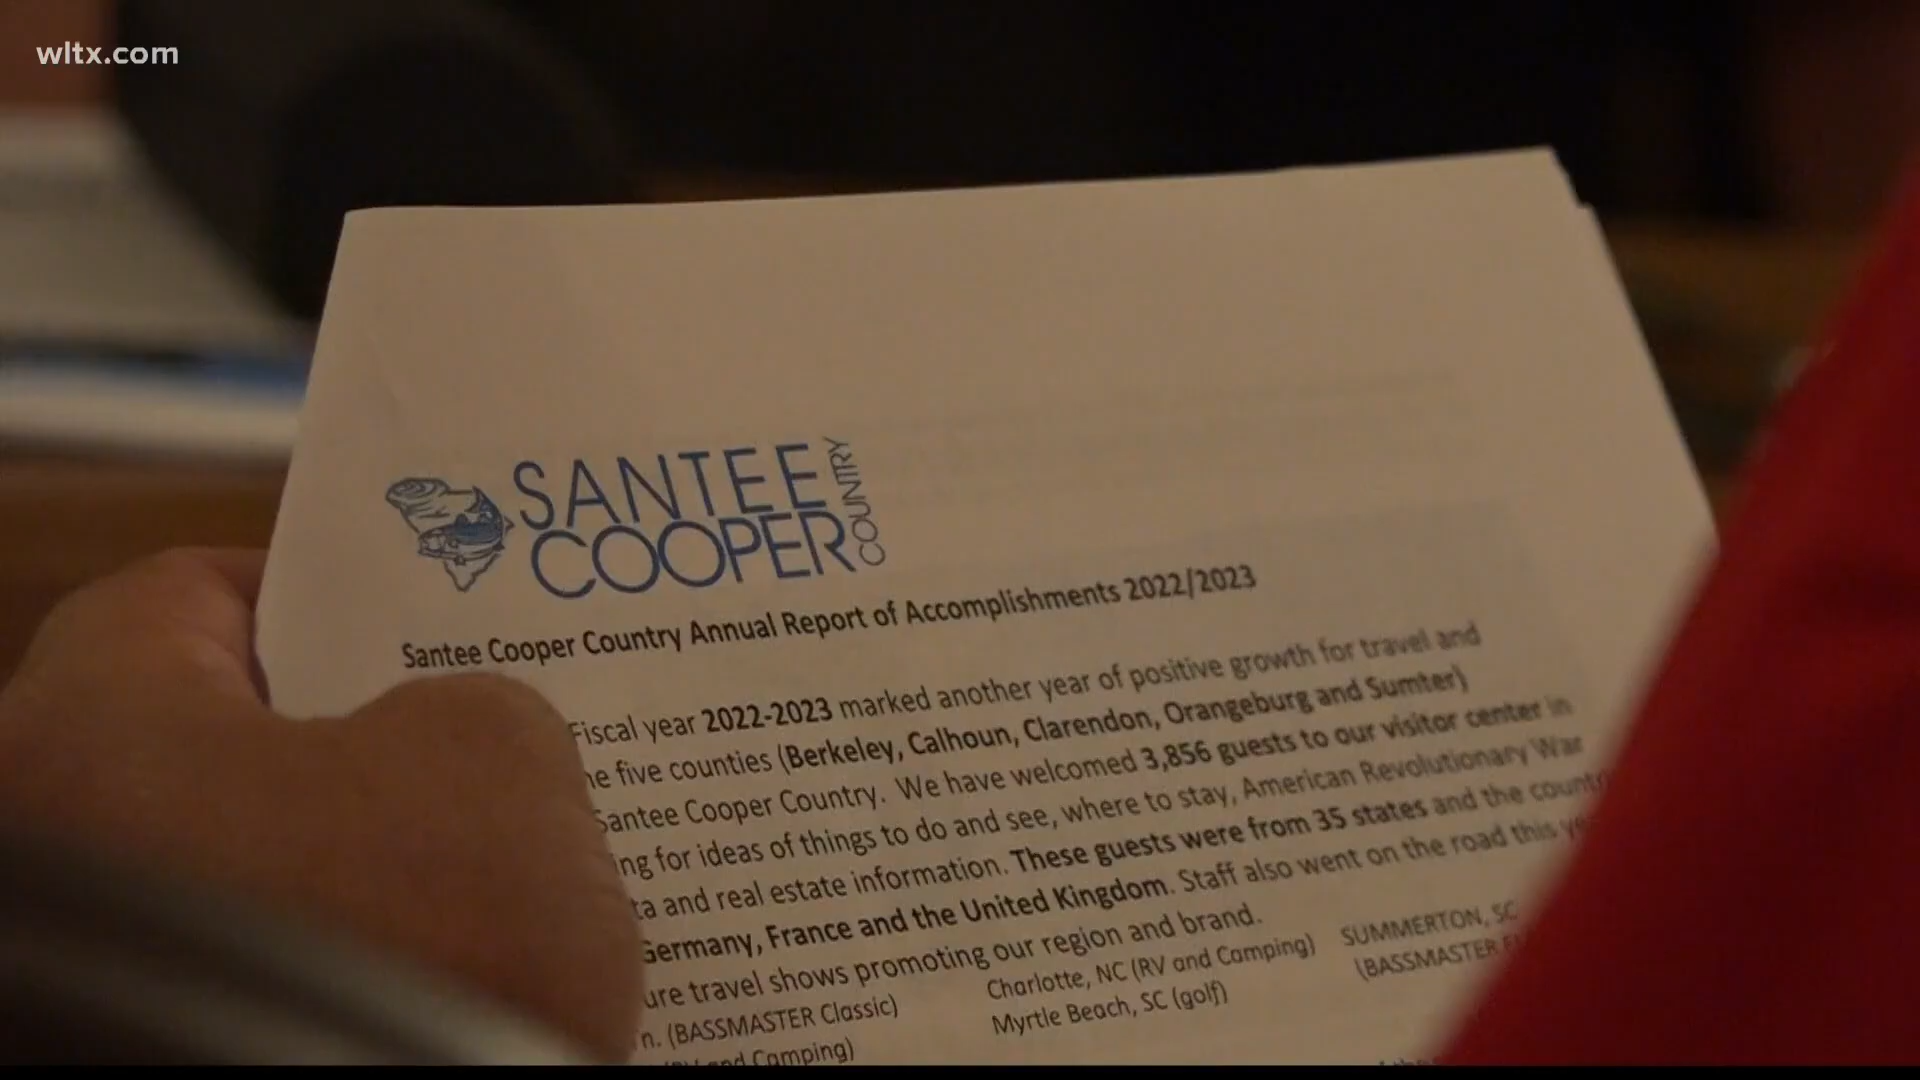 wltx.com
SANTEE
COOPER
COUNTRY
Santee Cooper Country Annual Report of Accomplishments 2022/2023
Fiscal year 2022-2023 marked another year of positive growth for travel and
five counties (Berkeley, Calhoun, Clarendon, Orangeburg and Sumter)
Santee Cooper Country. We have welcomed 3,856 guests to our visitor center in
for ideas of things to do and see, where to stay, American Revolutionary War
and real estate information. These guests were from 35 states and the
Germany, France and the United Kingdom. Staff also went on the road this
travel shows promoting our region and brand.
(BASSMASTER Classic) Charlotte, NC (RV and Camping) SUMMERTON, SC
and Camping) Myrtle Beach, SC (golf) (BASSMASTER